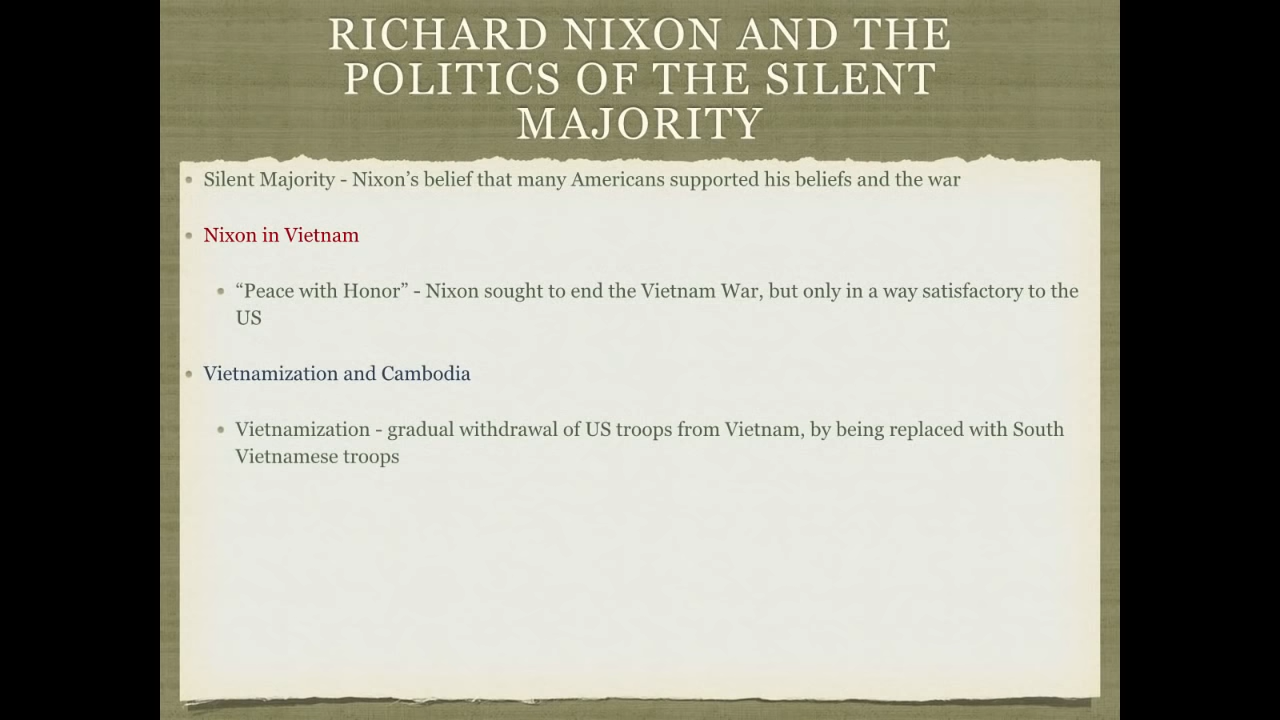 RICHARD NIXON AND THE
POLITICS OF THE SILENT
MAJORITY
• Silent Majority - Nixon’s belief that many Americans supported his beliefs and the war
• Nixon in Vietnam
• “Peace with Honor” - Nixon sought to end the Vietnam War, but only in a way satisfactory to the
US
• Vietnamization and Cambodia
• Vietnamization - gradual withdrawal of US troops from Vietnam, by being replaced with South
Vietnamese troops